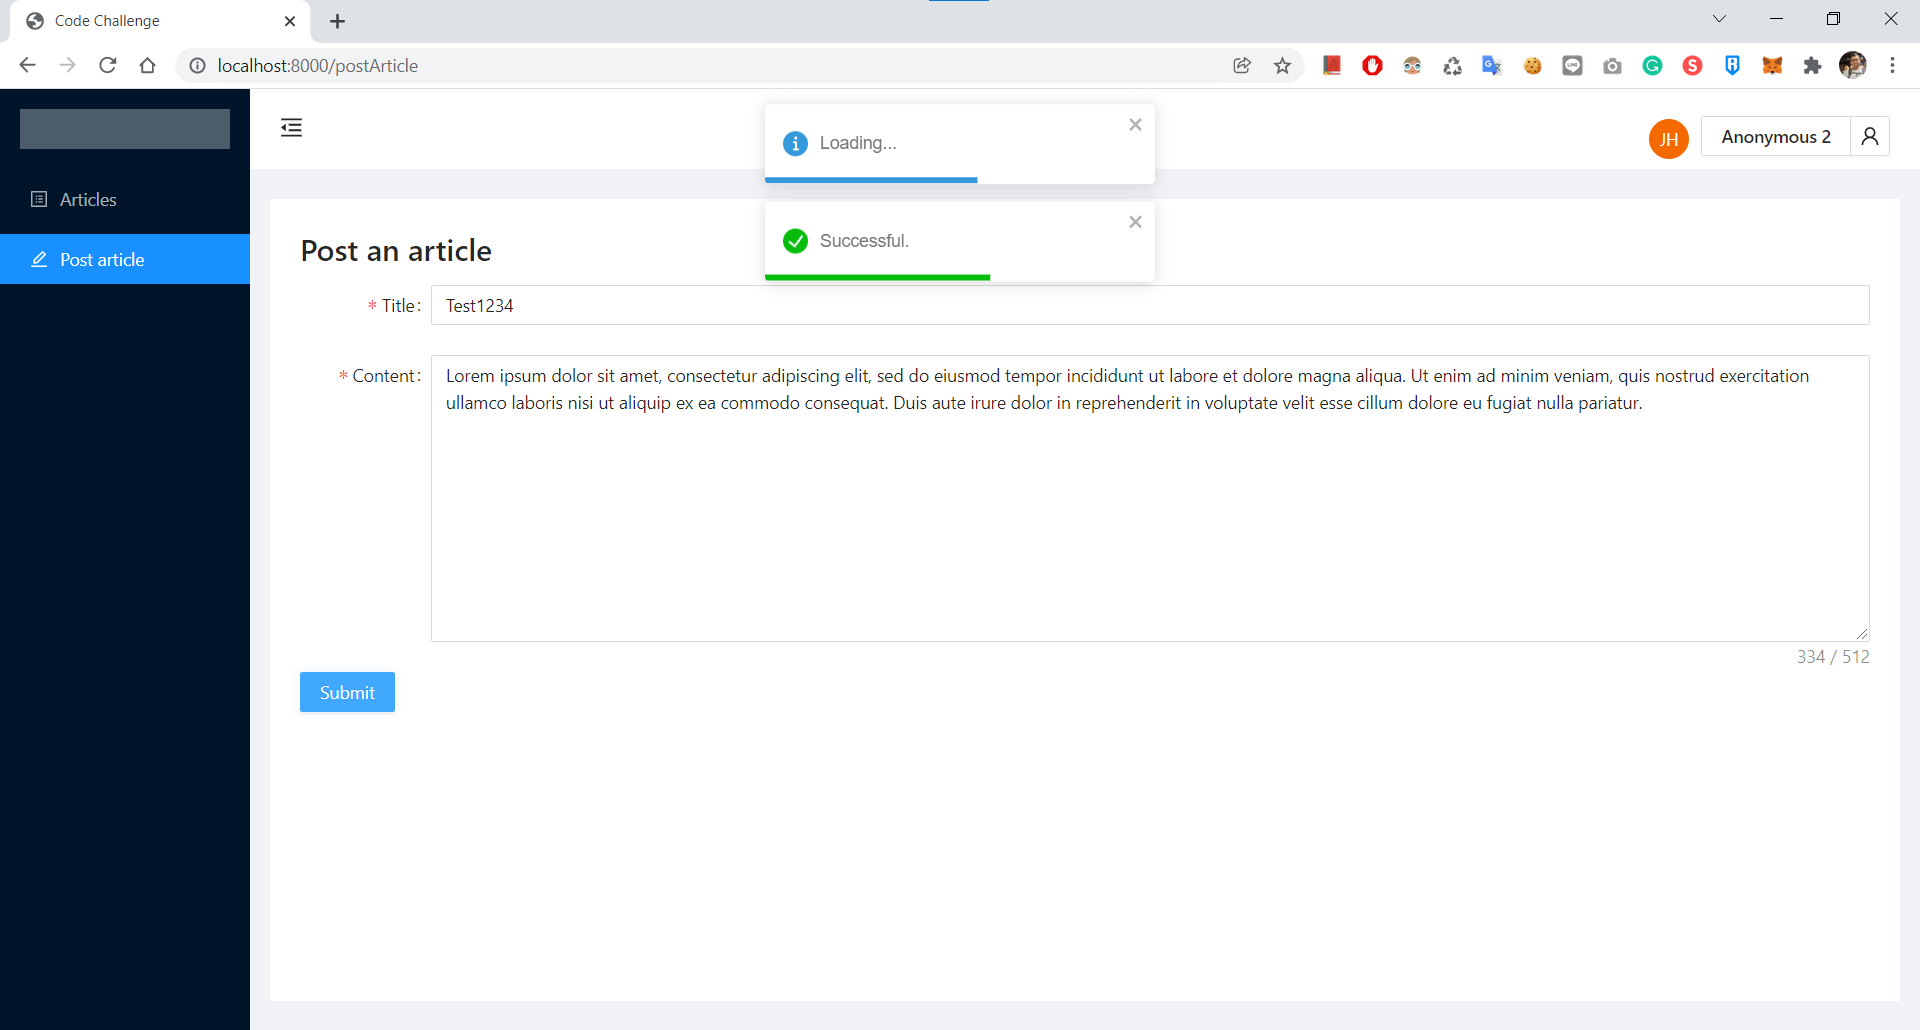 Code Challenge
localhost:8000/postArticle
Loading...
JH
Anonymous 2
Articles
Successful.
Post article
Post an article
* Title:
Test1234
* Content:
Lorem ipsum dolor sit amet, consectetur adipiscing elit, sed do eiusmod tempor incididunt ut labore et dolore magna aliqua. Ut enim ad minim veniam, quis nostrud exercitation
ullamco laboris nisi ut aliquip ex ea commodo consequat. Duis aute irure dolor in reprehenderit in voluptate velit esse cillum dolore eu fugiat nulla pariatur.
334 / 512
Submit